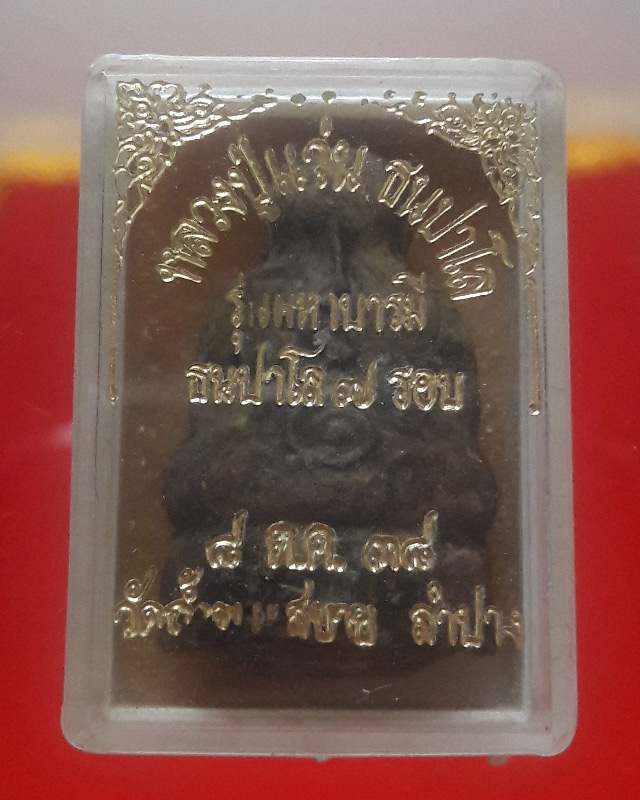 หลวงปู่แว่น ธนปาโล
รุ่นมหาบารมี
ธนปาโล ๗ รอบ
๘ ต.ค. ๓๘
วัดถ้ำพระสบาย ลำปาง